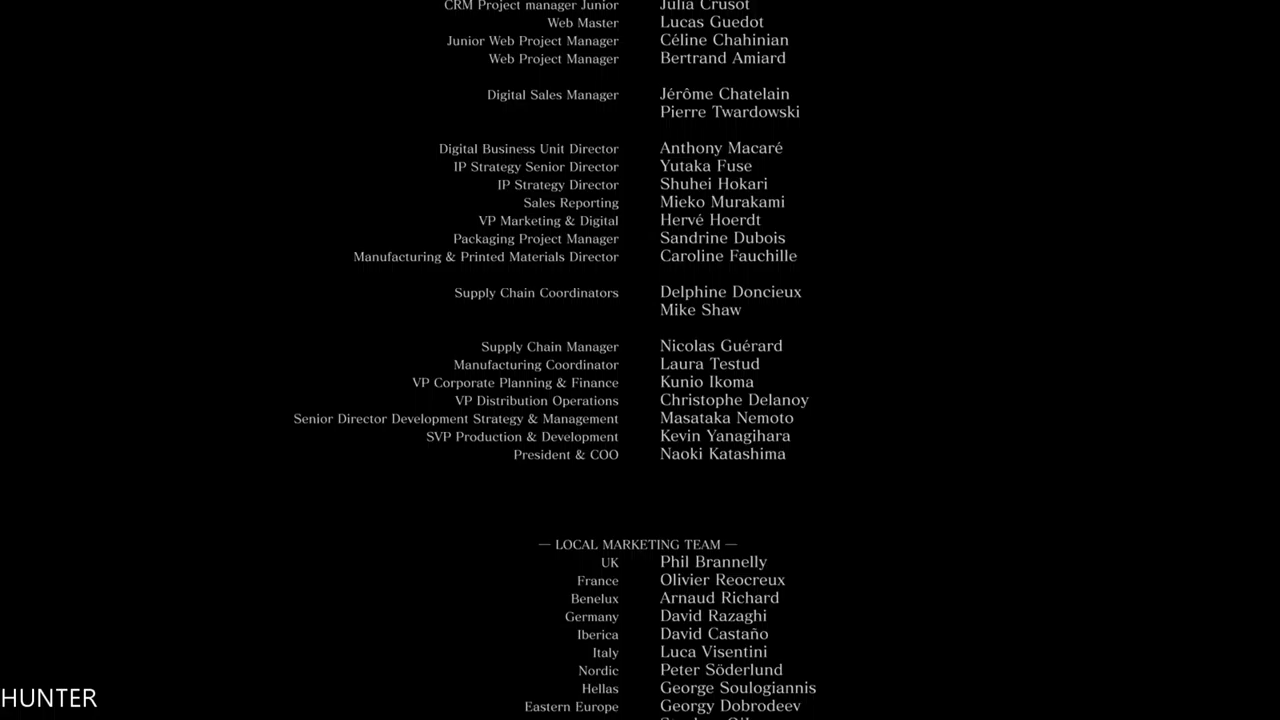 CRM Project manager Junior Julia Crusot
Web Master Lucas Guedot
Junior Web Project Manager Céline Chahinian
Web Project Manager Bertrand Amiard
Digital Sales Manager Jérôme Chatelain
Pierre Twardowski
Digital Business Unit Director Anthony Macaré
IP Strategy Senior Director Yutaka Fuse
IP Strategy Director Shuhei Hokari
Sales Reporting Mieko Murakami
VP Marketing & Digital Hervé Hoerdt
Packaging Project Manager Sandrine Dubois
Manufacturing & Printed Materials Director Caroline Fauchille
Supply Chain Coordinators Delphine Doncieux
Mike Shaw
Supply Chain Manager Nicolas Guérard
Manufacturing Coordinator Laura Testud
VP Corporate Planning & Finance Kunio Ikoma
VP Distribution Operations Christophe Delanoy
Senior Director Development Strategy & Management Masataka Nemoto
SVP Production & Development Kevin Yanagihara
President & COO Naoki Katashima
— LOCAL MARKETING TEAM —
UK Phil Brannelly
France Olivier Reocreux
Benelux Arnaud Richard
Germany David Razaghi
Iberica David Castaño
Italy Luca Visentini
Nordic Peter Söderlund
Hellas George Soulogiannis
Eastern Europe Georgy Dobrodeev
HUNTER